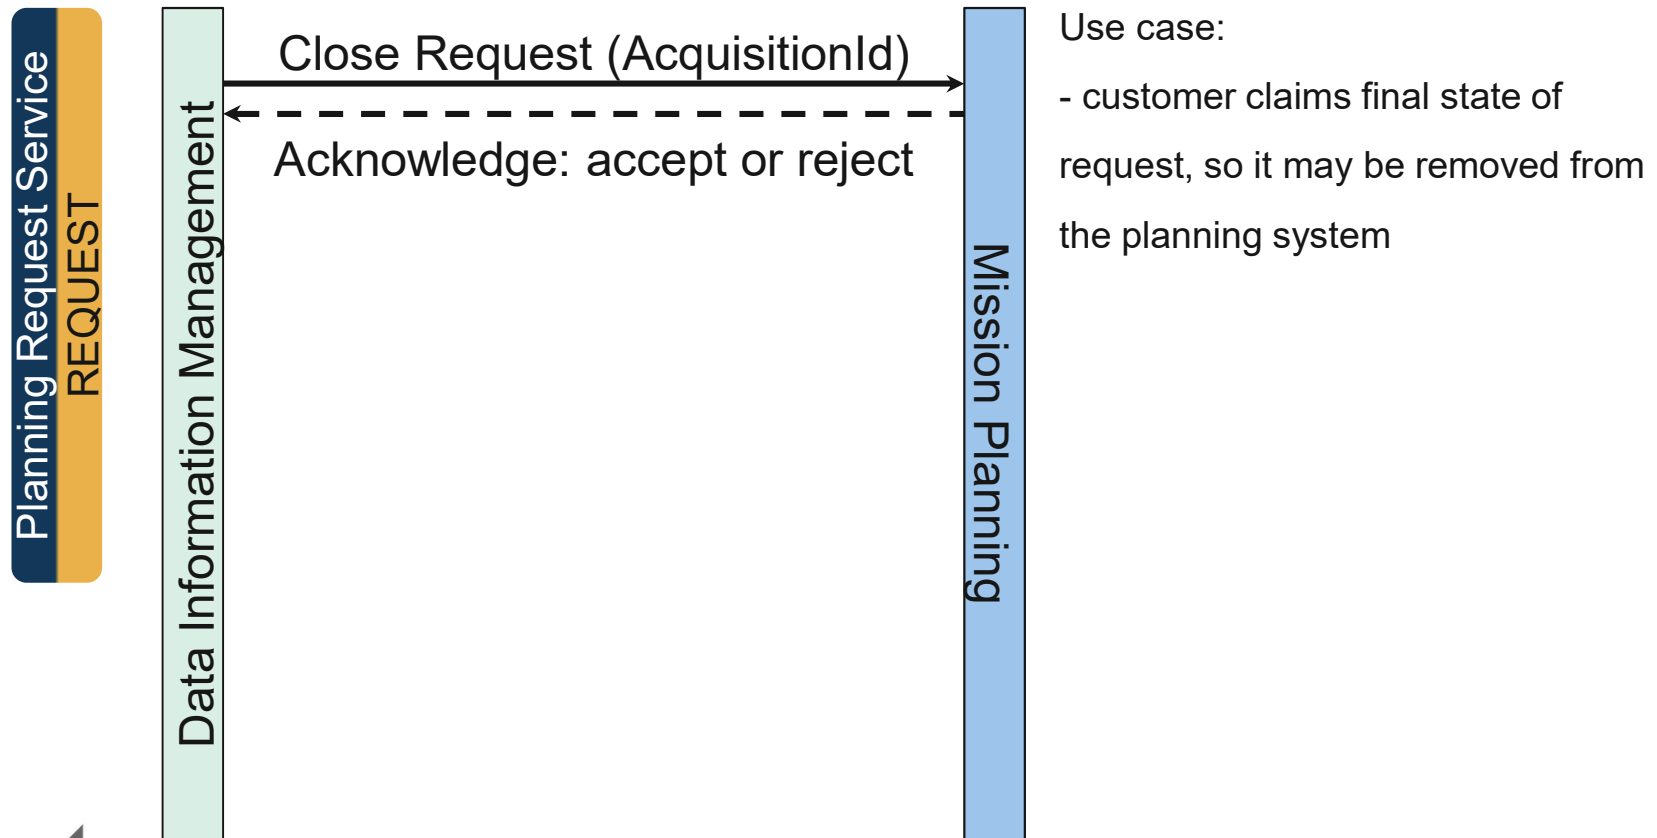 Planning Request Service
REQUEST
Data Information Management
Close Request (AcquisitionId)
Acknowledge: accept or reject
Mission Planning
Use case:
- customer claims final state of
request, so it may be removed from
the planning system